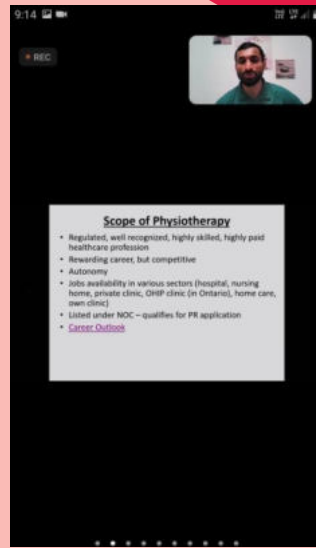 9:14
REC
Scope of Physiotherapy
• Regulated, well recognized, highly skilled, highly paid
healthcare profession
• Rewarding career, but competitive
• Autonomy
• Jobs availability in various sectors (hospital, nursing
home, private clinic, OHIP clinic (in Ontario), home care,
own clinic)
• Listed under NOC – qualifies for PR application
• Career Outlook